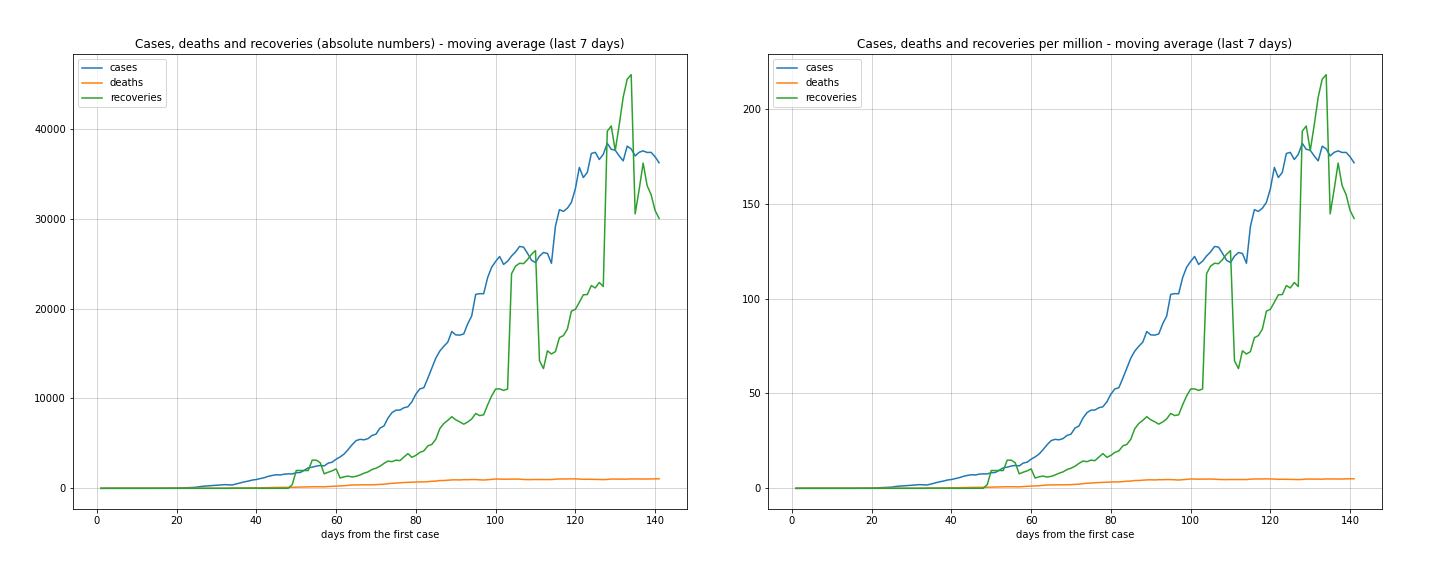 Cases, deaths and recoveries (absolute numbers) - moving average (last 7 days)
cases
deaths
recoveries
40000
30000
20000
10000
0
0 20 40 60 80 100 120 140
days from the first case
Cases, deaths and recoveries per million - moving average (last 7 days)
cases
deaths
recoveries
200
150
100
50
0
0 20 40 60 80 100 120 140
days from the first case